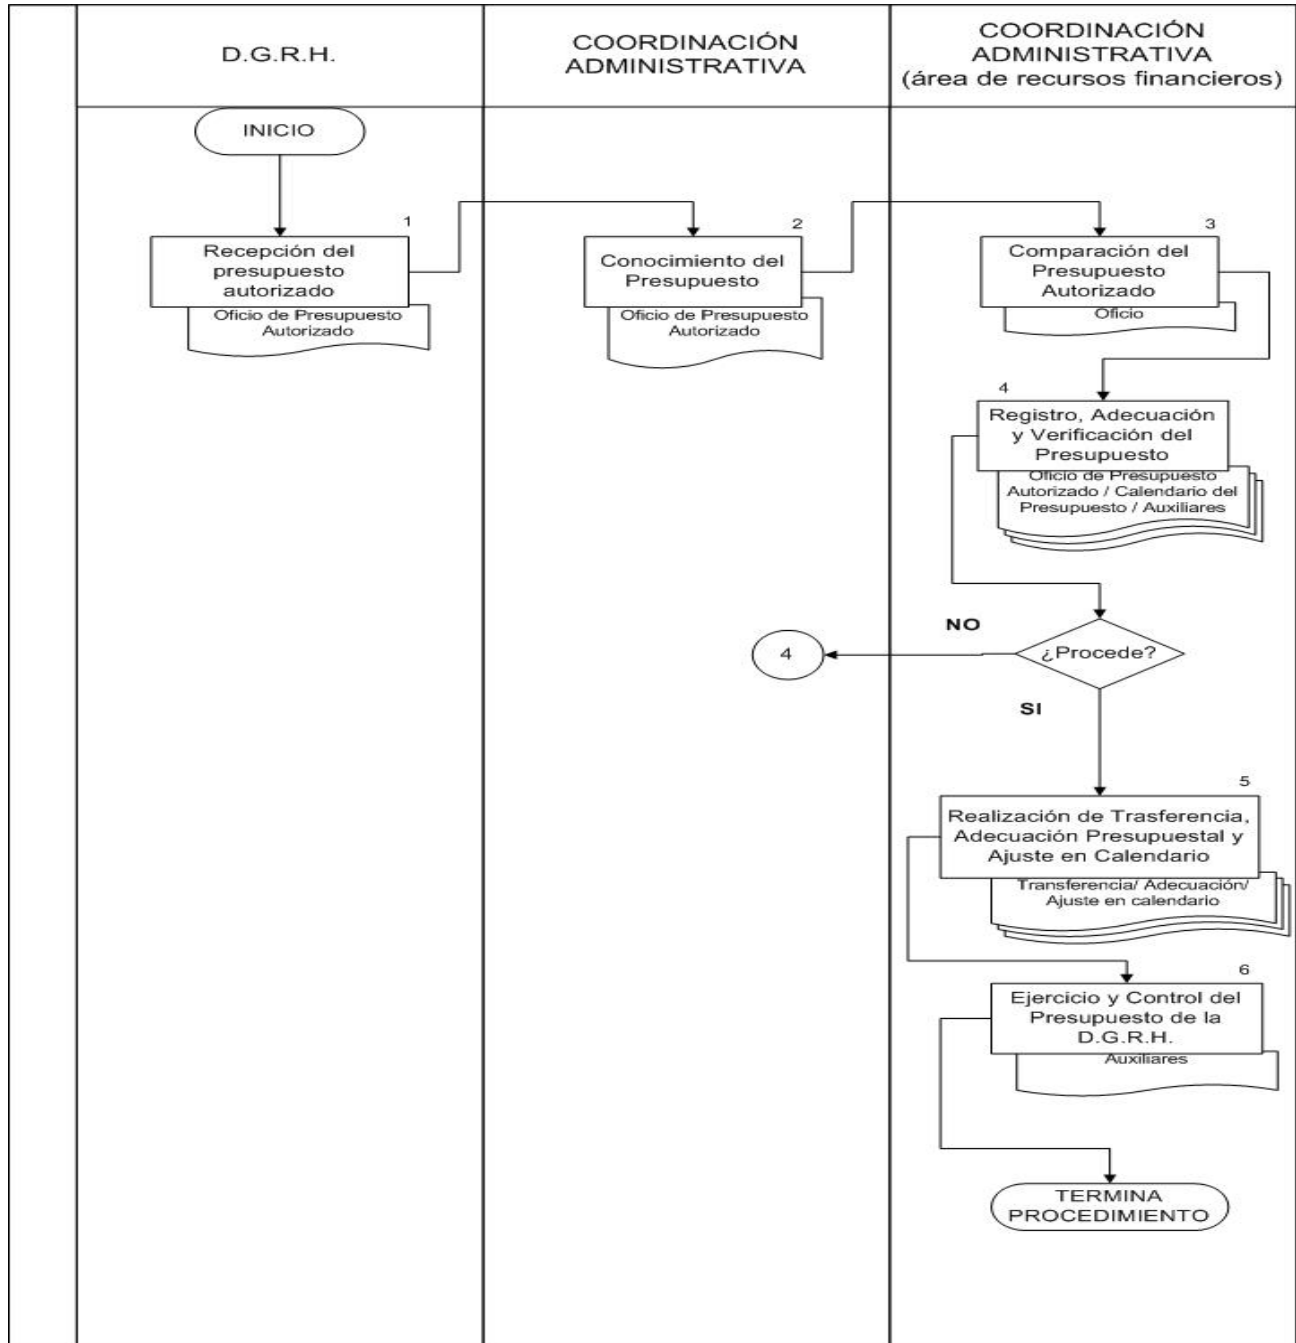 D.G.R.H.
COORDINACIÓN
ADMINISTRATIVA
COORDINACIÓN
ADMINISTRATIVA
(área de recursos financieros)
INICIO
1
Recepción del
presupuesto
autorizado
Oficio de Presupuesto
Autorizado
2
Conocimiento del
Presupuesto
Oficio de Presupuesto
Autorizado
3
Comparación del
Presupuesto
Autorizado
Oficio
4
Registro, Adecuación
y Verificación del
Presupuesto
Oficio de Presupuesto
Autorizado / Calendario del
Presupuesto / Auxiliares
NO
4
¿Procede?
SI
5
Realización de Trasferencia,
Adecuación Presupuestal y
Ajuste en Calendario
Transferencia/ Adecuación/
Ajuste en calendario
6
Ejercicio y Control del
Presupuesto de la
D.G.R.H.
Auxiliares
TERMINA
PROCEDIMIENTO